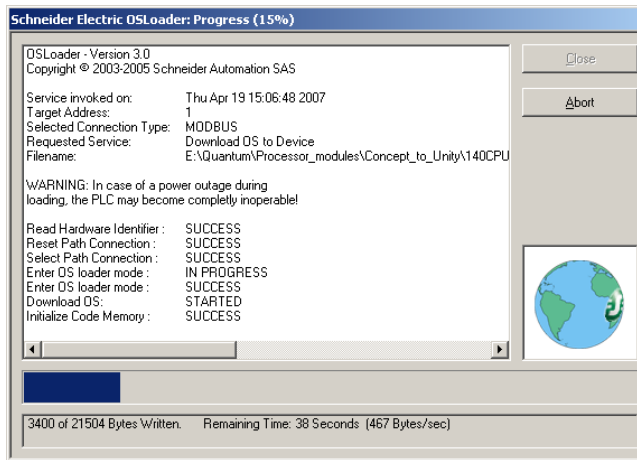 Schneider Electric OSLoader: Progress (15%)
OSLoader - Version 3.0
Copyright © 2003-2005 Schneider Automation SAS
Close
Service invoked on: Thu Apr 19 15:06:48 2007
Abort
Target Address: 1
Selected Connection Type: MODBUS
Requested Service: Download OS to Device
Filename: E:\Quantum\Processor_modules\Concept_to_Unity\140CPU
WARNING: In case of a power outage during
loading, the PLC may become completly inoperable!
Read Hardware Identifier : SUCCESS
Reset Path Connection : SUCCESS
Select Path Connection : SUCCESS
Enter OS loader mode : IN PROGRESS
Enter OS loader mode : SUCCESS
Download OS: STARTED
Initialize Code Memory : SUCCESS
3400 of 21504 Bytes Written. Remaining Time: 38 Seconds (467 Bytes/sec)